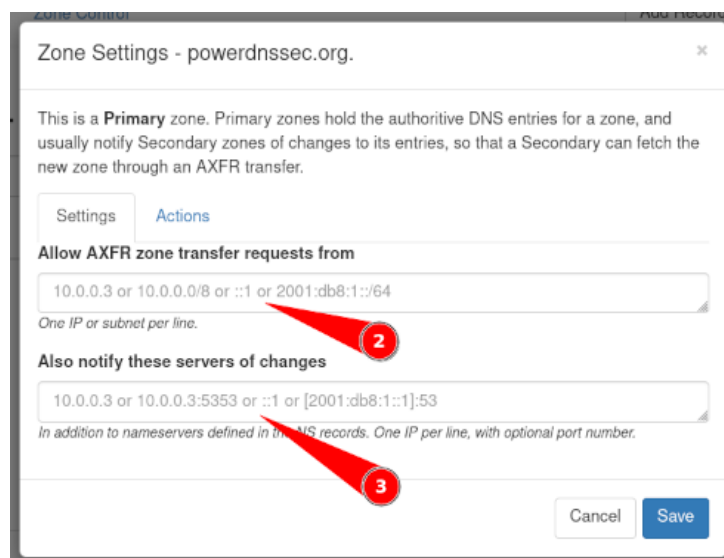 Zone Control
Add Record
Zone Settings - powerdnssec.org.
×
This is a Primary zone. Primary zones hold the authoritive DNS entries for a zone, and
usually notify Secondary zones of changes to its entries, so that a Secondary can fetch the
new zone through an AXFR transfer.
Settings
Actions
Allow AXFR zone transfer requests from
10.0.0.3 or 10.0.0.0/8 or ::1 or 2001:db8:1::/64
One IP or subnet per line.
2
Also notify these servers of changes
10.0.0.3 or 10.0.0.3:5353 or ::1 or [2001:db8:1::1]:53
In addition to nameservers defined in the NS records. One IP per line, with optional port number.
3
Cancel
Save